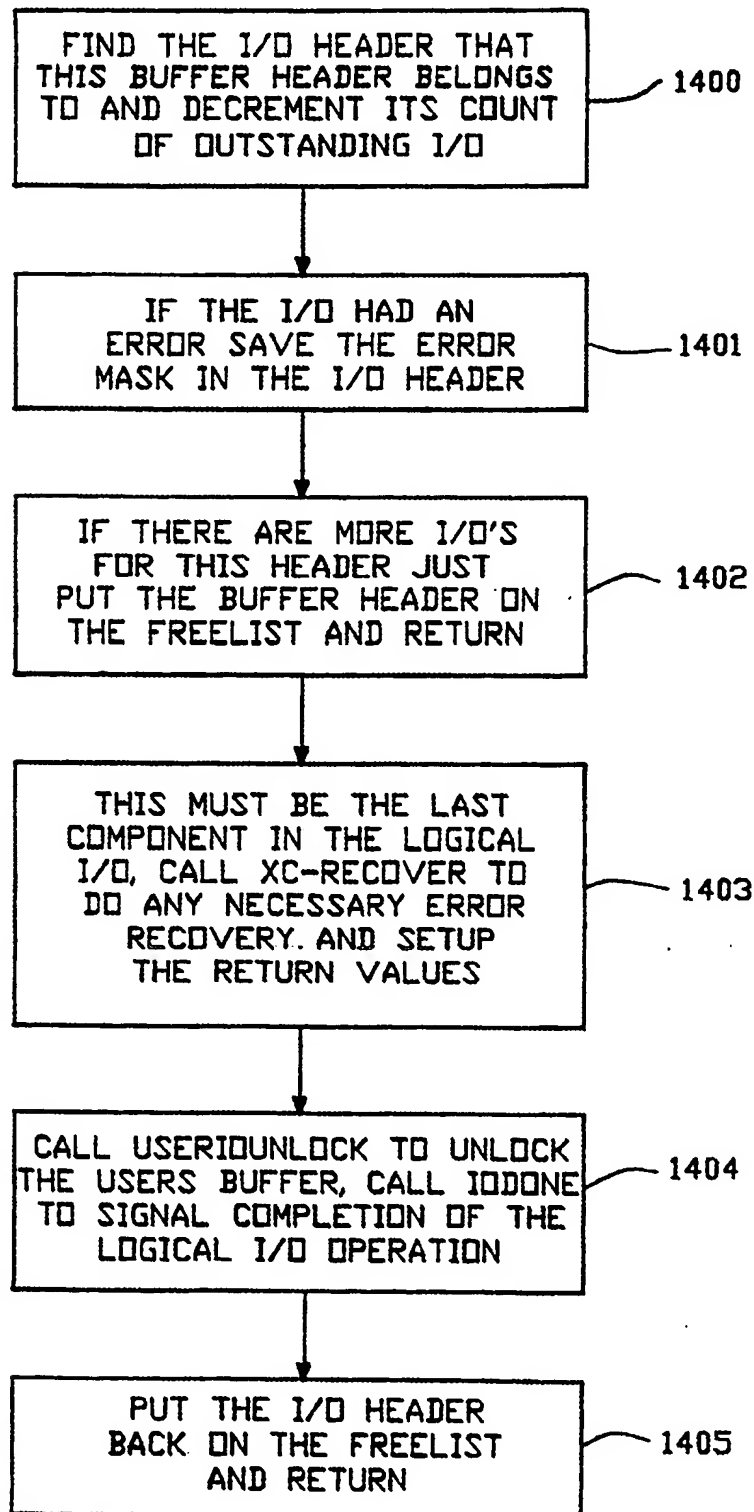 FIND THE I/O HEADER THAT
THIS BUFFER HEADER BELONGS
TO AND DECREMENT ITS COUNT
OF OUTSTANDING I/O
1400
IF THE I/O HAD AN
ERROR SAVE THE ERROR
MASK IN THE I/O HEADER
1401
IF THERE ARE MORE I/O'S
FOR THIS HEADER JUST
PUT THE BUFFER HEADER ON
THE FREELIST AND RETURN
1402
THIS MUST BE THE LAST
COMPONENT IN THE LOGICAL
I/O, CALL XC-RECOVER TO
DO ANY NECESSARY ERROR
RECOVERY. AND SETUP
THE RETURN VALUES
1403
CALL USERIOUNLOCK TO UNLOCK
THE USERS BUFFER, CALL IODONE
TO SIGNAL COMPLETION OF THE
LOGICAL I/O OPERATION
1404
PUT THE I/O HEADER
BACK ON THE FREELIST
AND RETURN
1405